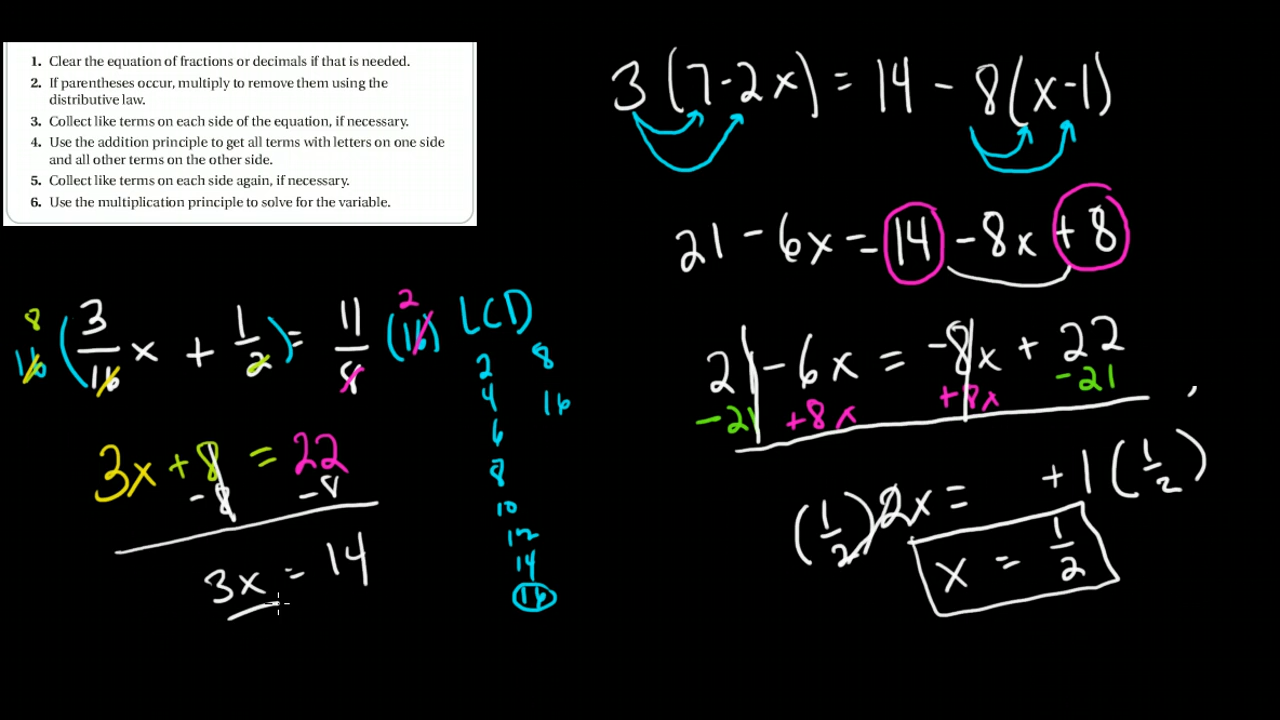 1. Clear the equation of fractions or decimals if that is needed.
2. If parentheses occur, multiply to remove them using the
distributive law.
3. Collect like terms on each side of the equation, if necessary.
4. Use the addition principle to get all terms with letters on one side
and all other terms on the other side.
5. Collect like terms on each side again, if necessary.
6. Use the multiplication principle to solve for the variable.
8 2
16 (3/16 x + 1/2) = 11/8 (16)
3x + 8 = 22
-8 -8
3x = 14
LCD
2 8
4 16
6
8
10
12
14
16
3(7-2x) = 14 - 8(x-1)
21 - 6x = 14 - 8x + 8
21 - 6x = -8x + 22
-21 +8x +8x -21
(1/2) 2x = +1 (1/2)
x = 1/2